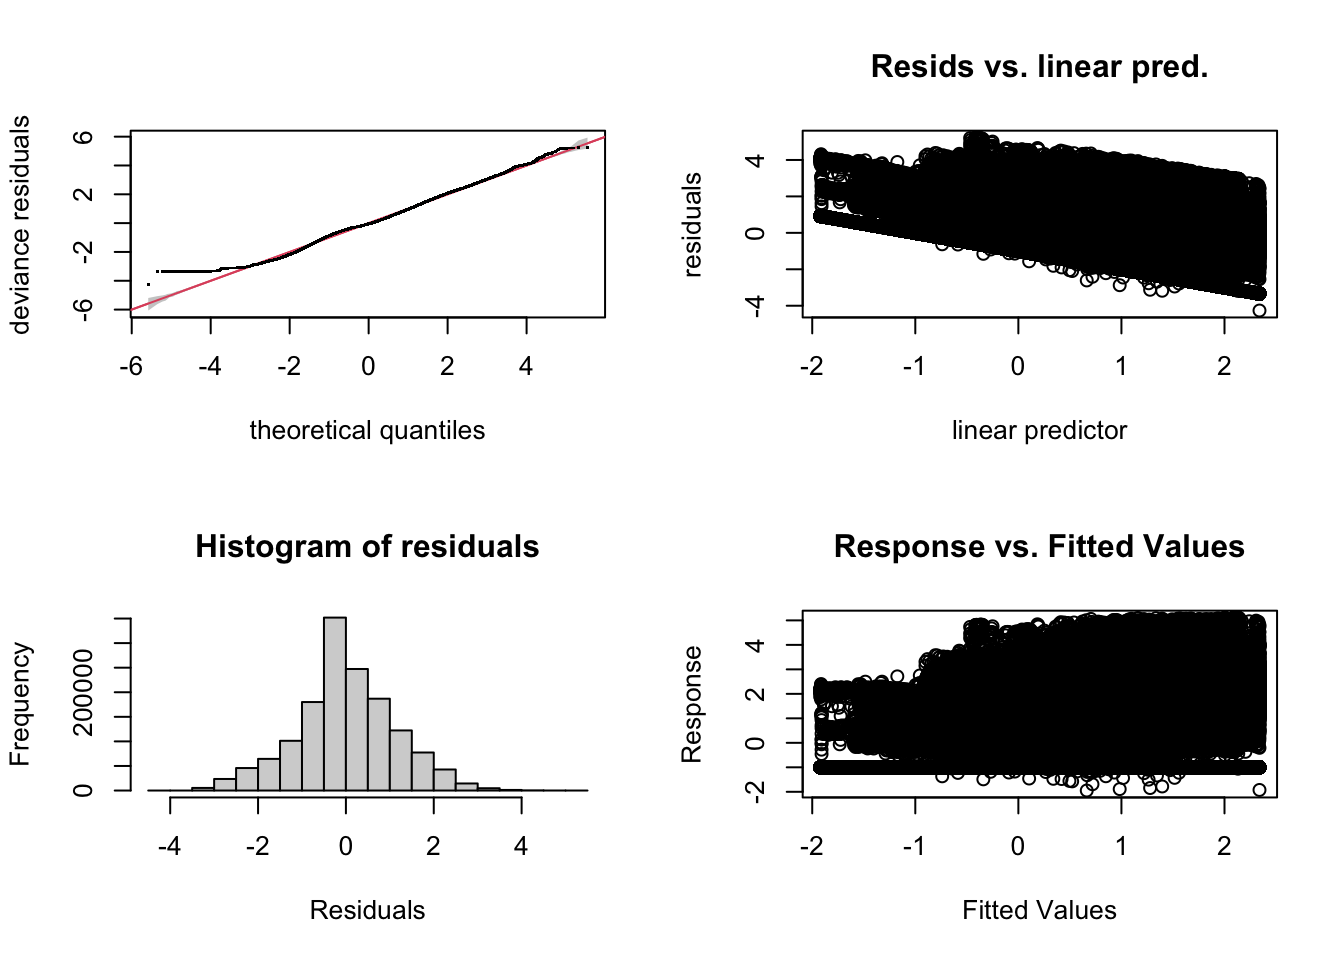 deviance residuals
6
2
-2
-6
-6 -4 -2 0 2 4
theoretical quantiles
Resids vs. linear pred.
residuals
4
0
-4
-2 -1 0 1 2
linear predictor
Histogram of residuals
Frequency
200000
0
-4 -2 0 2 4
Residuals
Response vs. Fitted Values
Response
4
2
0
-2
-2 -1 0 1 2
Fitted Values